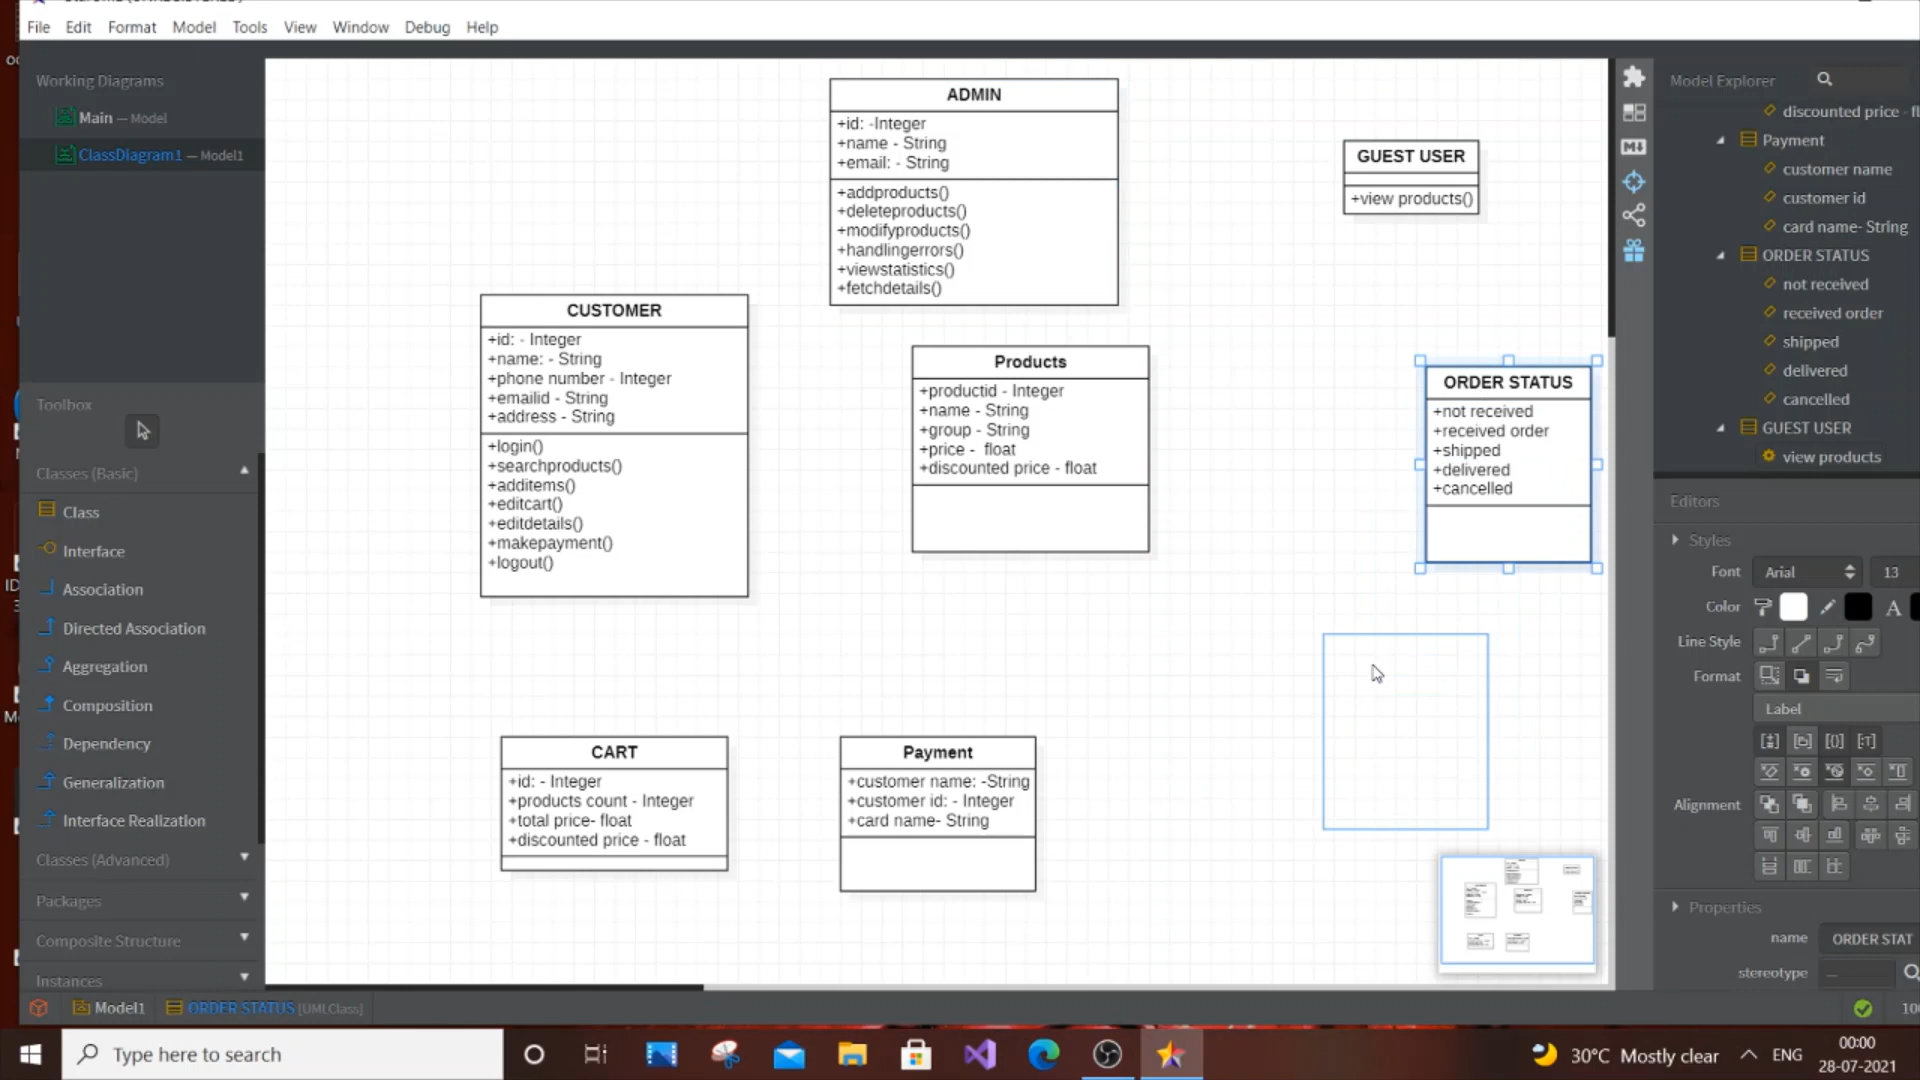 File Edit Format Model Tools View Window Debug Help
Working Diagrams
Main — Model
ClassDiagram1 — Model1
Toolbox
Classes (Basic)
Class
Interface
Association
Directed Association
Aggregation
Composition
Dependency
Generalization
Interface Realization
Classes (Advanced)
Packages
Composite Structure
Instances
ADMIN
+id: -Integer
+name - String
+email: - String
+addproducts()
+deleteproducts()
+modifyproducts()
+handlingerrors()
+viewstatistics()
+fetchdetails()
GUEST USER
+view products()
CUSTOMER
+id: - Integer
+name: - String
+phone number - Integer
+emailid - String
+address - String
+login()
+searchproducts()
+additems()
+editcart()
+editdetails()
+makepayment()
+logout()
Products
+productid - Integer
+name - String
+group - String
+price -  float
+discounted price - float
ORDER STATUS
+not received
+received order
+shipped
+delivered
+cancelled
CART
+id: - Integer
+products count - Integer
+total price- float
+discounted price - float
Payment
+customer name: -String
+customer id: - Integer
+card name- String
Model Explorer
discounted price - fl
Payment
customer name
customer id
card name- String
ORDER STATUS
not received
received order
shipped
delivered
cancelled
GUEST USER
view products
Editors
Styles
Font Arial 13
Color A
Line Style
Format
Label
Alignment
Properties
name ORDER STAT
stereotype —
Model1 ORDER STATUS [UMLClass]
100
Type here to search
30°C Mostly clear ENG
00:00
28-07-2021